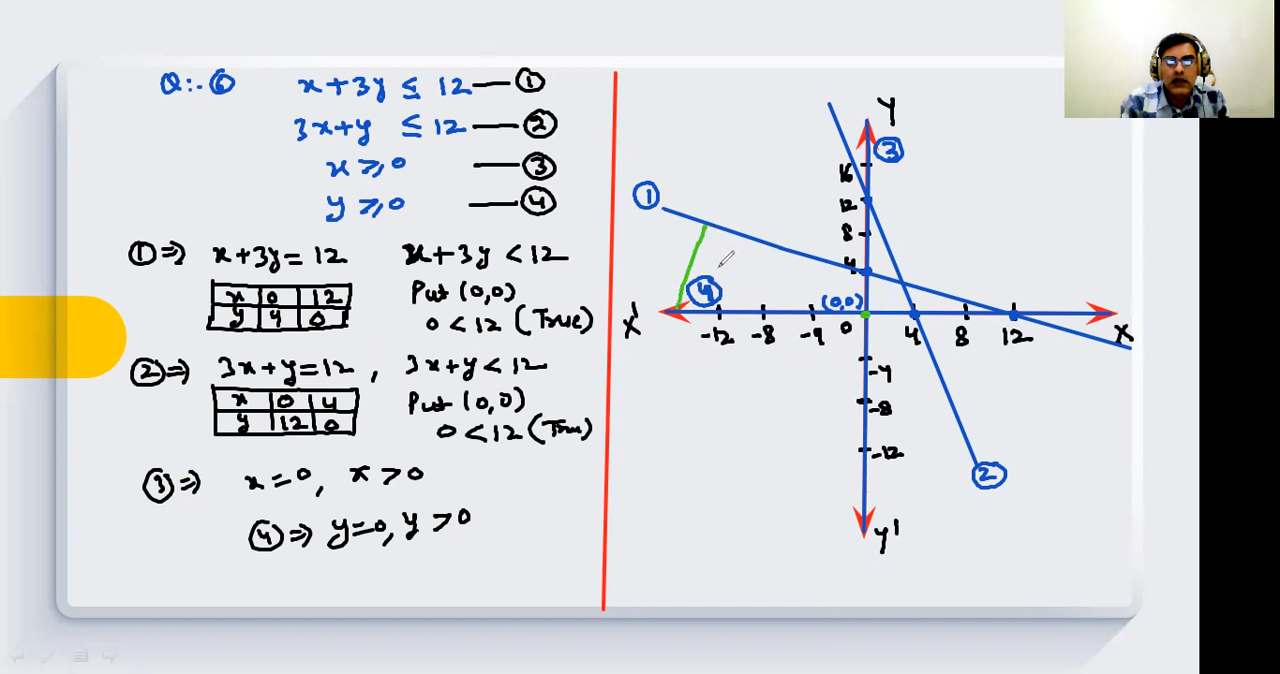 Q:- ⑥ x+3y ≤ 12 — ①
3x+y ≤ 12 — ②
x ≥ 0 — ③
y ≥ 0 — ④
① ⇒ x+3y = 12 x+3y < 12
x 0 12 Put (0,0)
y 4 0 0 < 12 (True)
② ⇒ 3x+y = 12, 3x+y < 12
x 0 4 Put (0,0)
y 12 0 0 < 12 (True)
③ ⇒ x = 0, x > 0
④ ⇒ y = 0, y > 0
Y
③
16
12
①
8
4
④ (0,0)
X' -12 -8 -4 0 4 8 12 X
-4
-8
-12
②
y'